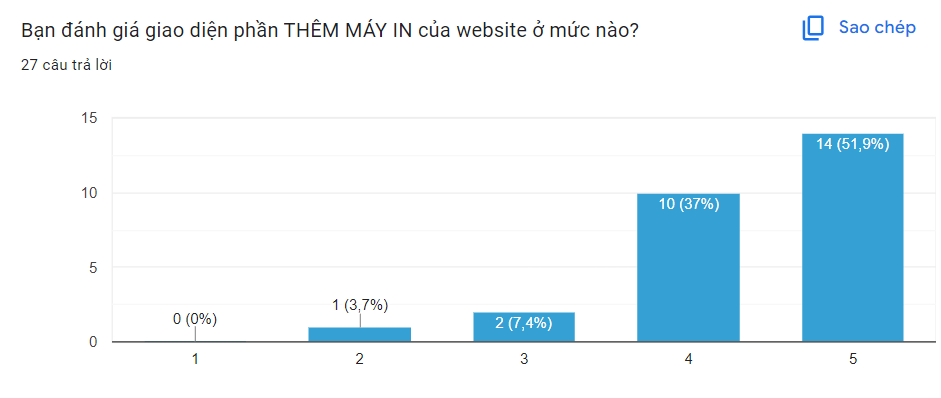 Bạn đánh giá giao diện phần THÊM MÁY IN của website ở mức nào?
Sao chép
27 câu trả lời
15
10
5
0
0 (0%)
1 (3,7%)
2 (7,4%)
10 (37%)
14 (51,9%)
1 2 3 4 5